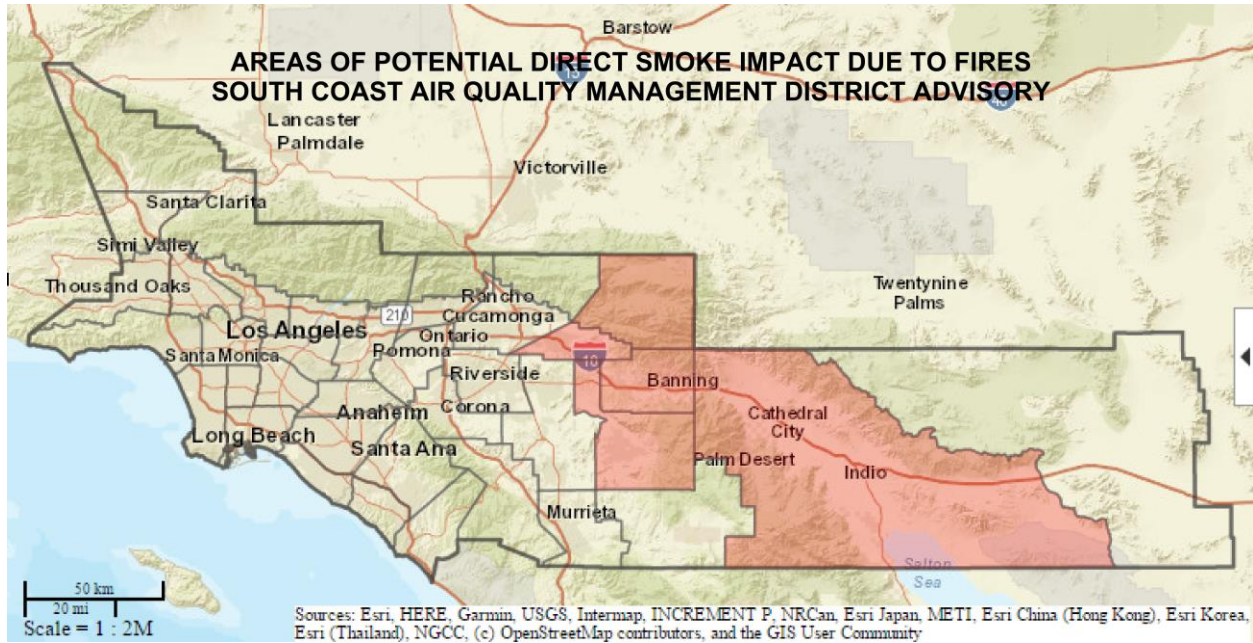 Barstow
AREAS OF POTENTIAL DIRECT SMOKE IMPACT DUE TO FIRES
15
SOUTH COAST AIR QUALITY MANAGEMENT DISTRICT ADVISORY
40
Lancaster
Palmdale
Victorville
Santa Clarita
Simi Valley
Thousand Oaks
Twentynine
Palms
Rancho
Cucamonga
210
Los Angeles
Ontario
Santa Monica
Pomona
10
Riverside
Banning
Corona
Anaheim
Cathedral
City
Long Beach
Santa Ana
Palm Desert
Indio
Murrieta
Salton
Sea
50 km
20 mi
Scale = 1 : 2M
Sources: Esri, HERE, Garmin, USGS, Intermap, INCREMENT P, NRCan, Esri Japan, METI, Esri China (Hong Kong), Esri Korea,
Esri (Thailand), NGCC, (c) OpenStreetMap contributors, and the GIS User Community